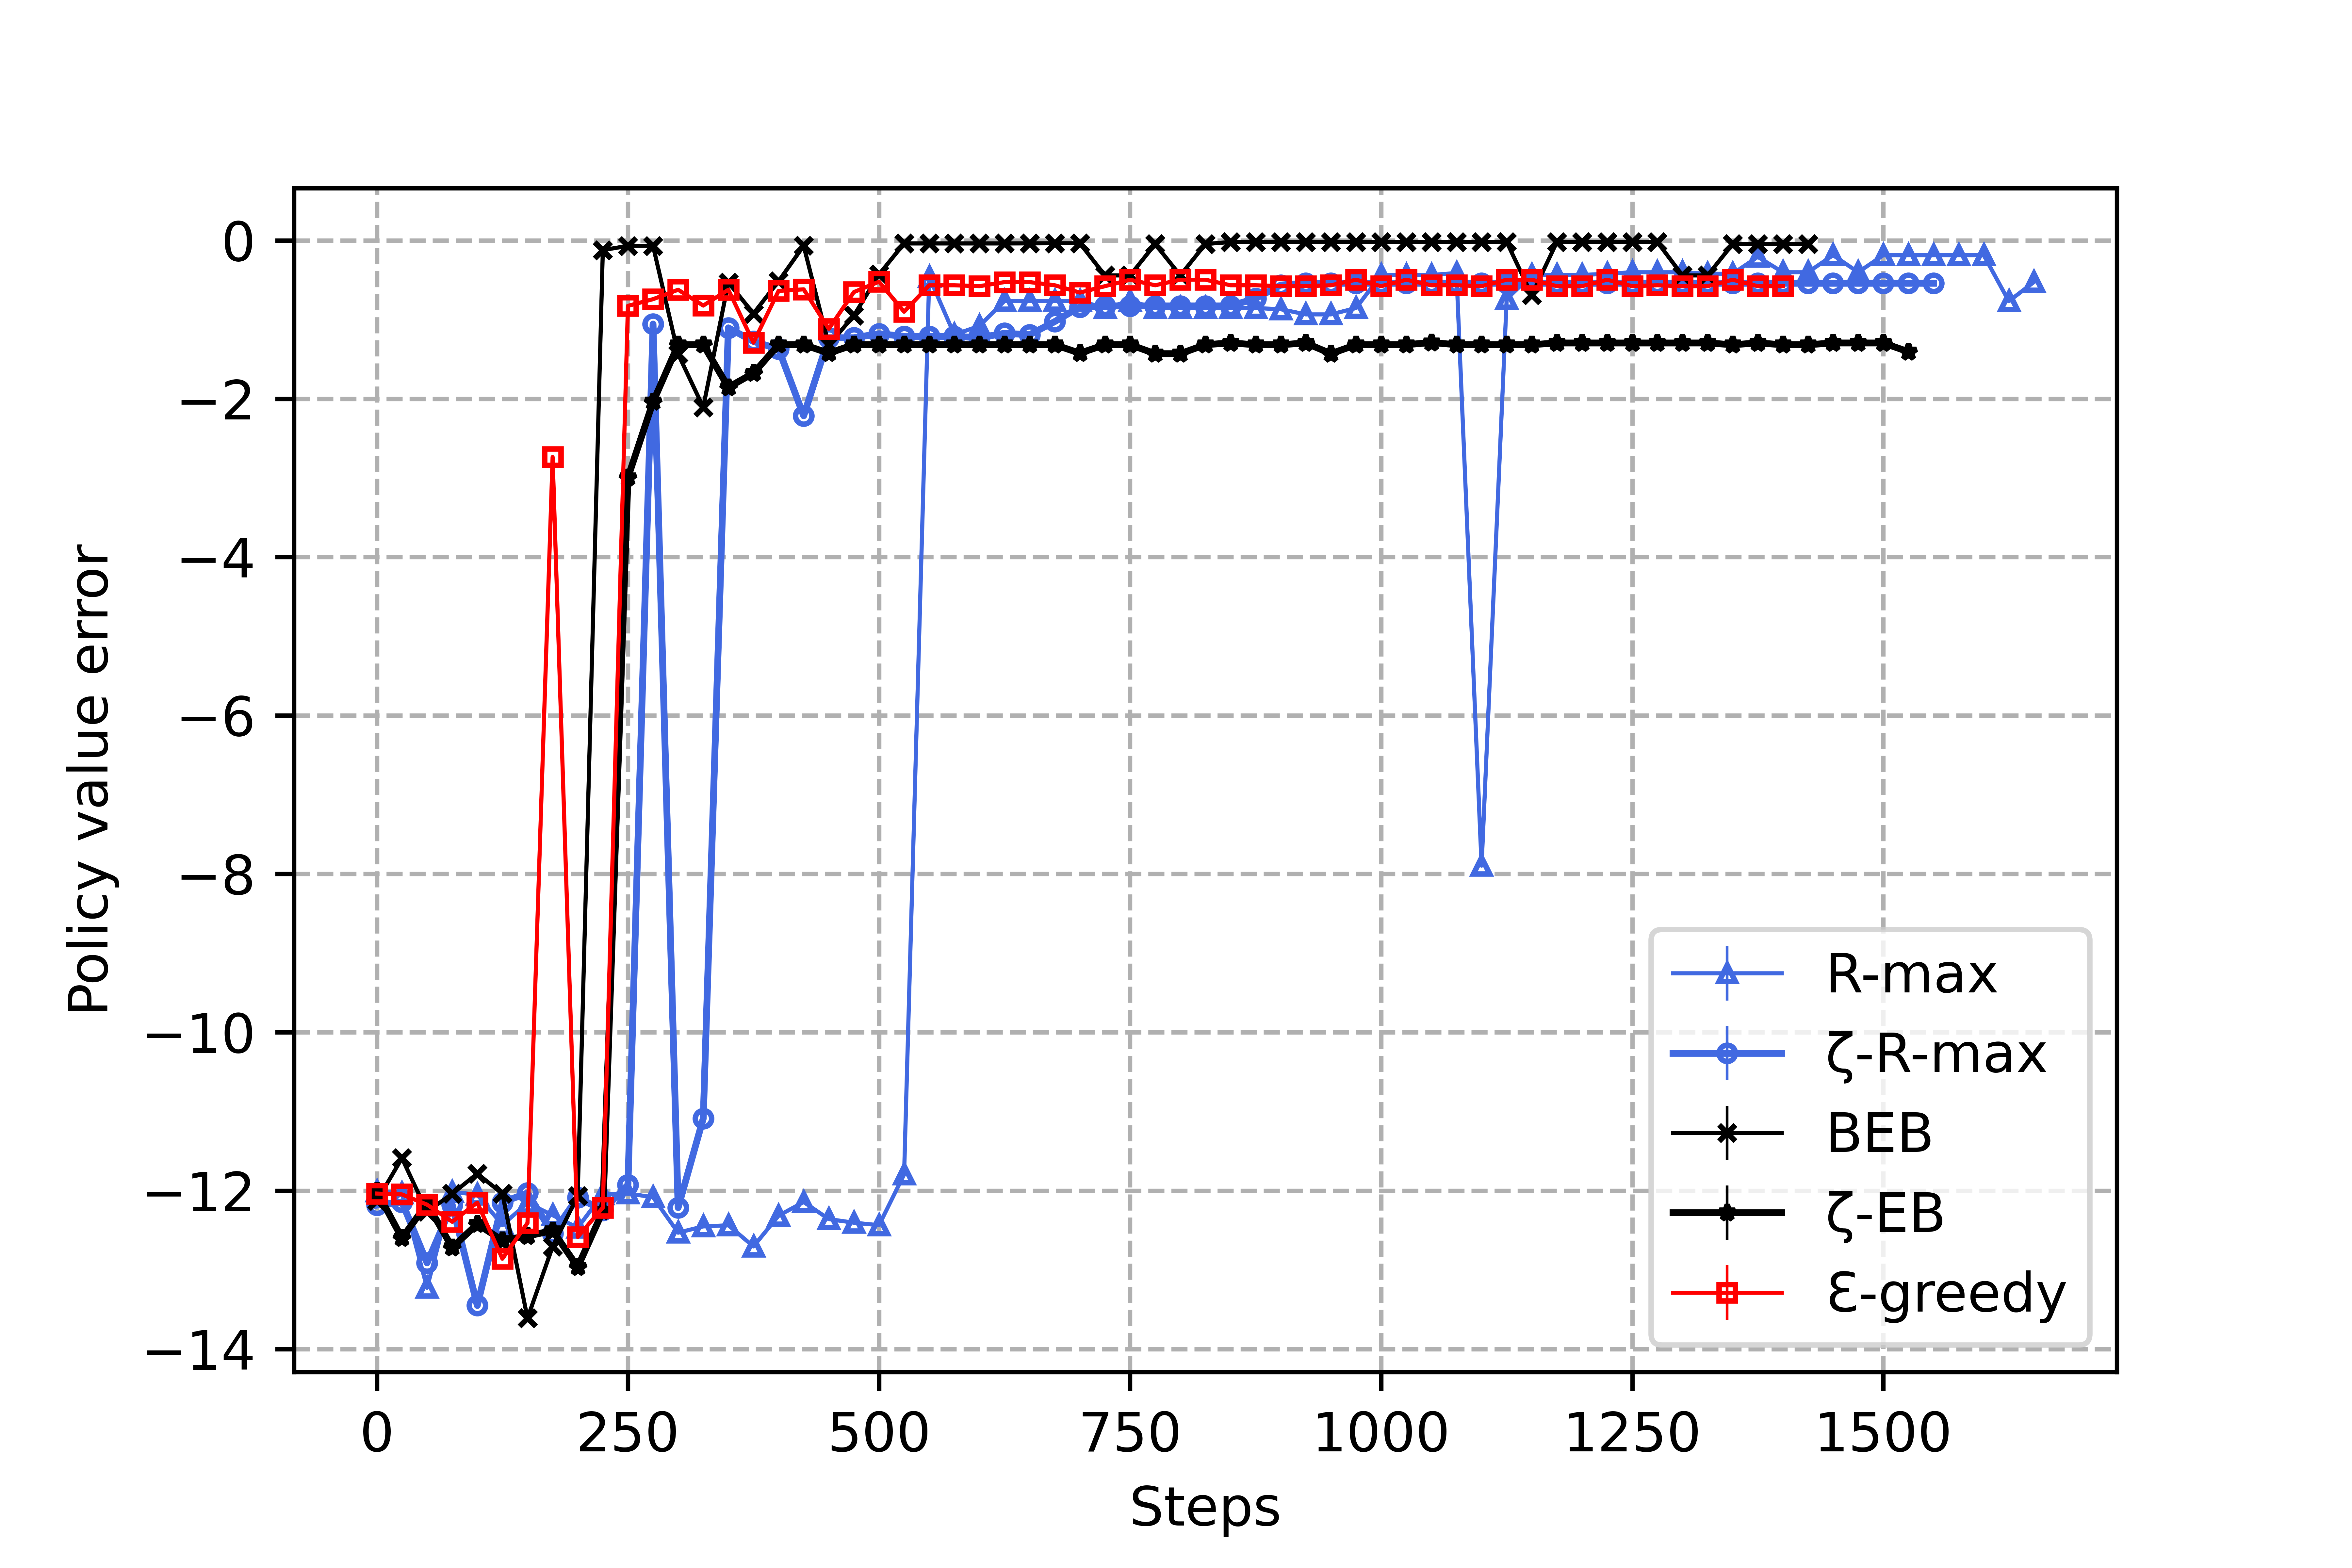 Policy value error
0
−2
−4
−6
−8
−10
−12
−14
R-max
ζ-R-max
BEB
ζ-EB
Ɛ-greedy
0 250 500 750 1000 1250 1500
Steps